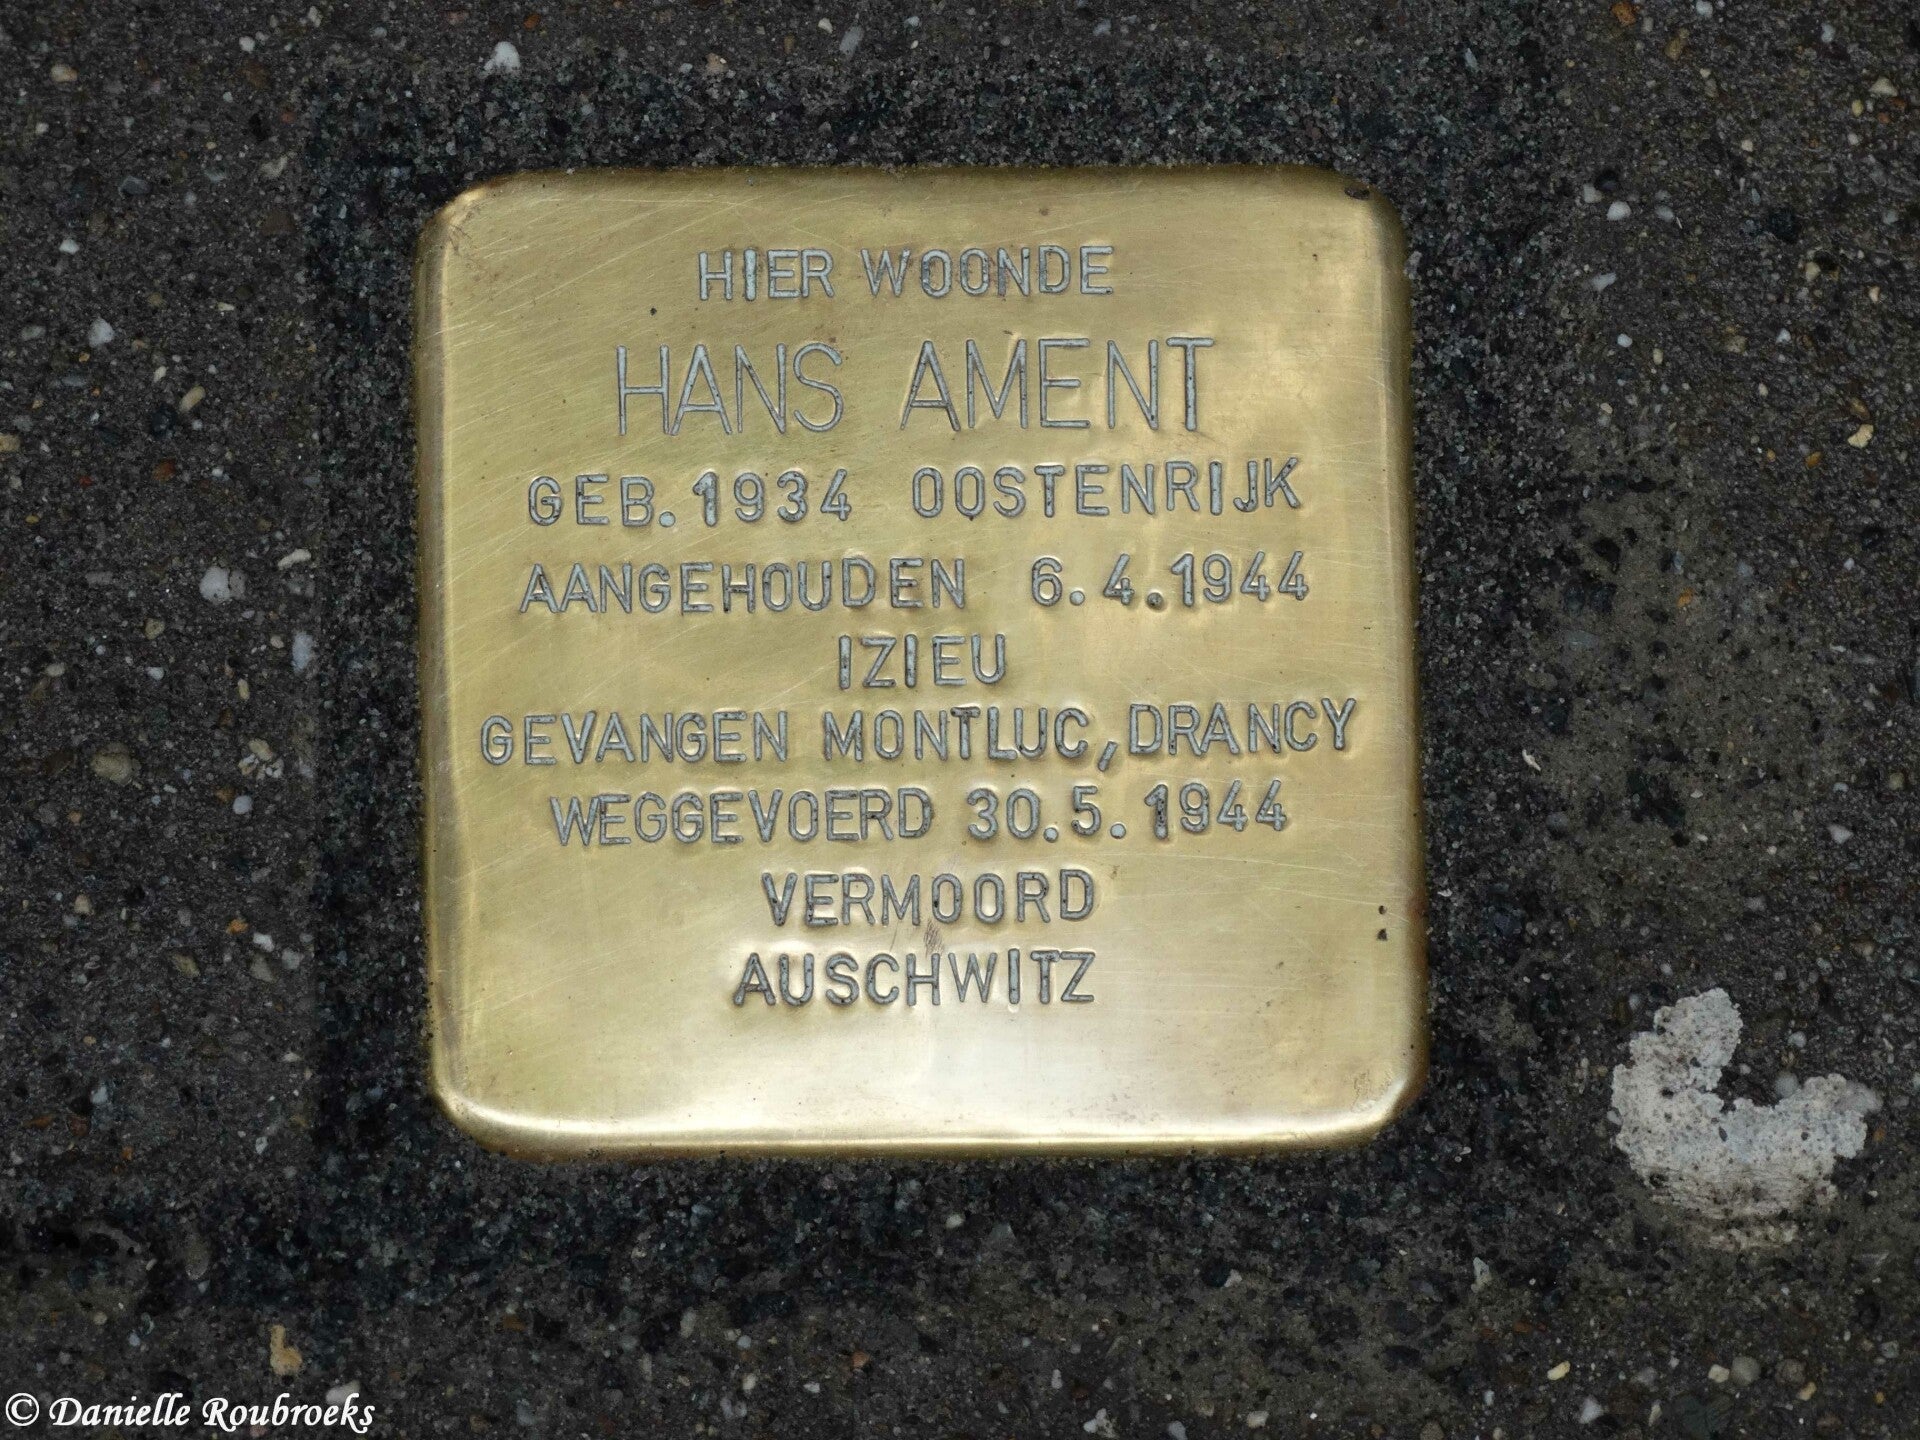 HIER WOONDE
HANS AMENT
GEB. 1934 OOSTENRIJK
AANGEHOUDEN 6.4.1944
IZIEU
GEVANGEN MONTLUC, DRANCY
WEGGEVOERD 30.5.1944
VERMOORD
AUSCHWITZ
© Danielle Roubroeks